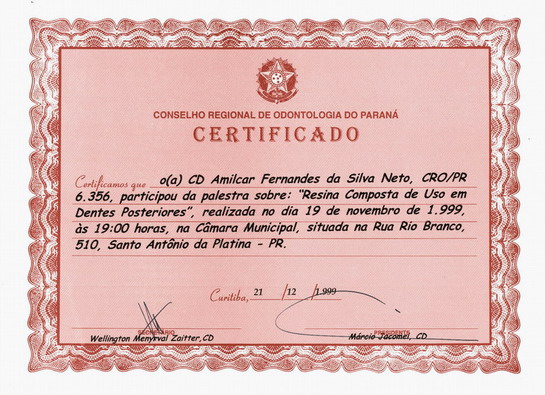 CONSELHO REGIONAL DE ODONTOLOGIA DO PARANÁ
CERTIFICADO
Certificamos que o(a) CD Amilcar Fernandes da Silva Neto, CRO/PR
6.356, participou da palestra sobre: "Resina Composta de Uso em
Dentes Posteriores", realizada no dia 19 de novembro de 1.999,
às 19:00 horas, na Câmara Municipal, situada na Rua Rio Branco,
510, Santo Antônio da Platina - PR.
Curitiba, 21 /12 /1.999
SECRETÁRIO PRESIDENTE
Wellington Menyrval Zaitter, CD Márcio Jacomel, CD